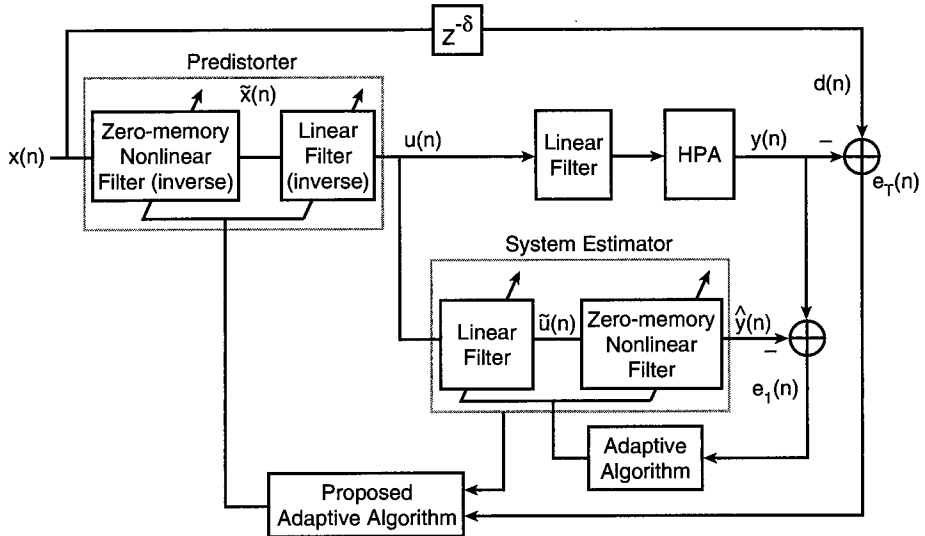 z^{-δ}
Predistorter
x̃(n)
d(n)
Zero-memory
Nonlinear
Filter (inverse)
Linear
Filter
(inverse)
x(n)
u(n)
Linear
Filter
HPA
y(n)
–
e_T(n)
System Estimator
Linear
Filter
ũ(n)
Zero-memory
Nonlinear
Filter
ŷ(n)
–
e_1(n)
Adaptive
Algorithm
Proposed
Adaptive Algorithm